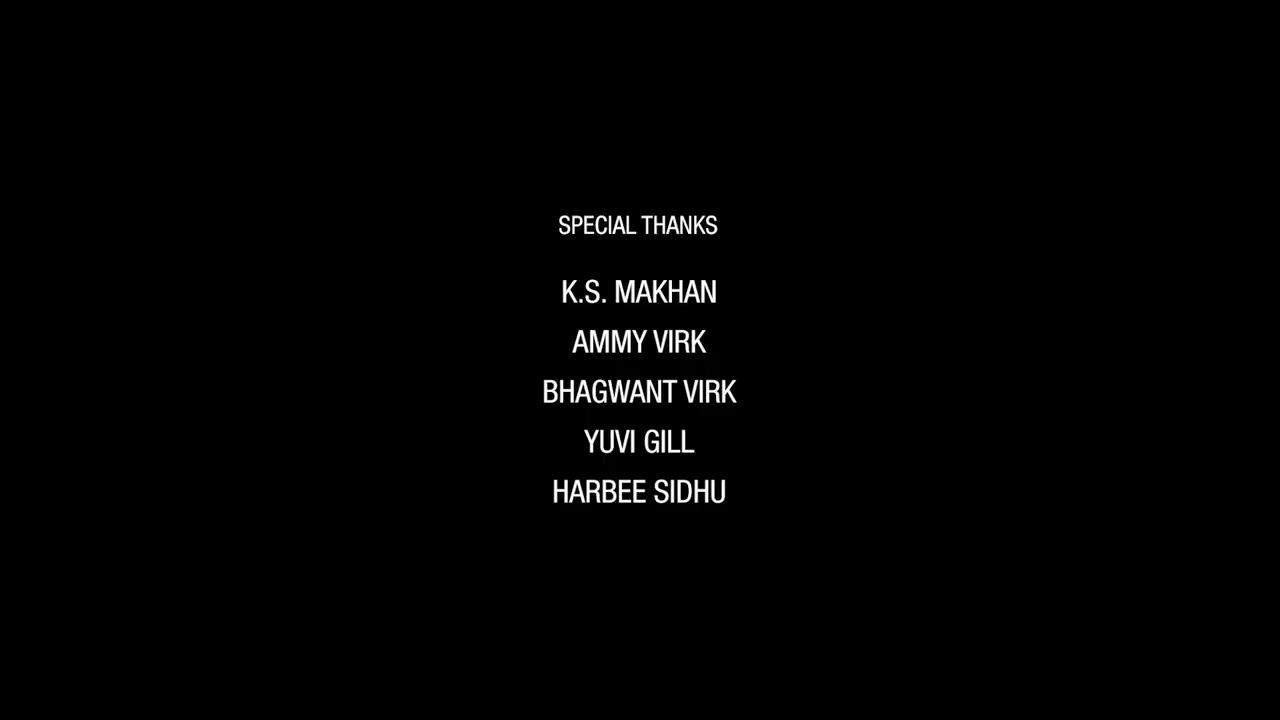 SPECIAL THANKS
K.S. MAKHAN
AMMY VIRK
BHAGWANT VIRK
YUVI GILL
HARBEE SIDHU